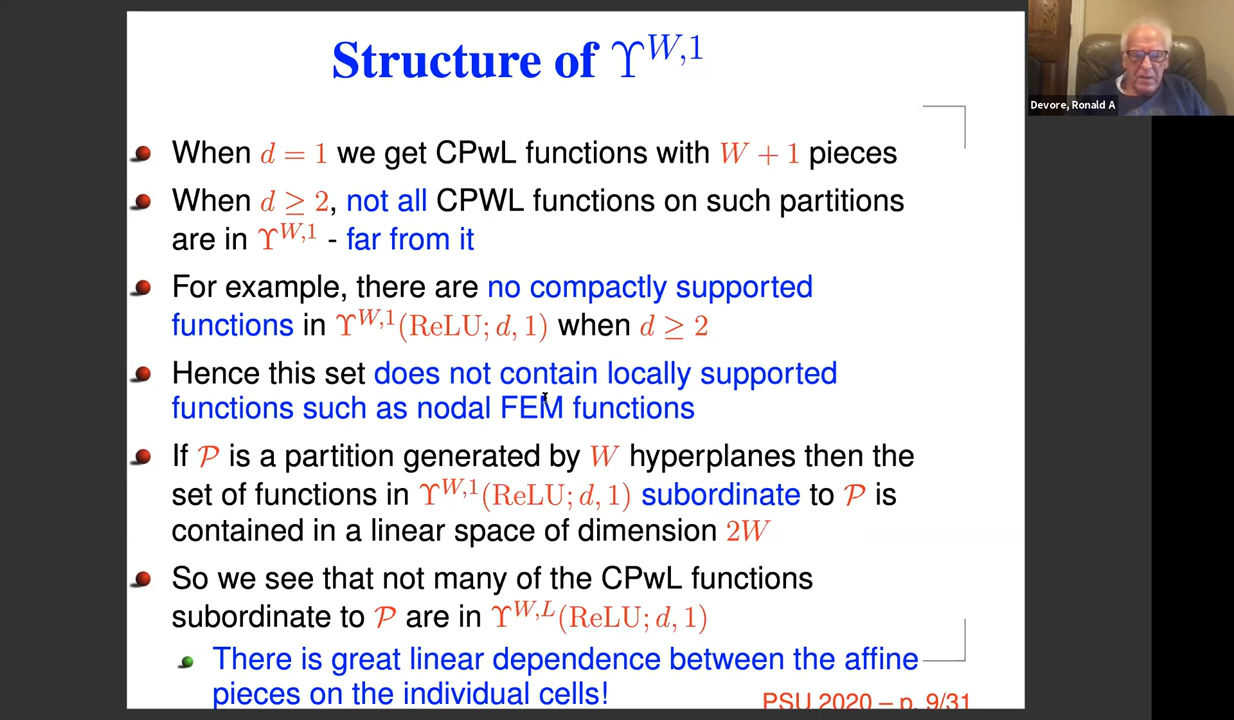 Structure of ϒ^{W,1}
Devore, Ronald A
When d = 1 we get CPwL functions with W + 1 pieces
When d ≥ 2, not all CPWL functions on such partitions
are in ϒ^{W,1} - far from it
For example, there are no compactly supported
functions in ϒ^{W,1}(ReLU; d, 1) when d ≥ 2
Hence this set does not contain locally supported
functions such as nodal FEM functions
If 𝒫 is a partition generated by W hyperplanes then the
set of functions in ϒ^{W,1}(ReLU; d, 1) subordinate to 𝒫 is
contained in a linear space of dimension 2W
So we see that not many of the CPwL functions
subordinate to 𝒫 are in ϒ^{W,L}(ReLU; d, 1)
There is great linear dependence between the affine
pieces on the individual cells!
PSU 2020 – p. 9/31